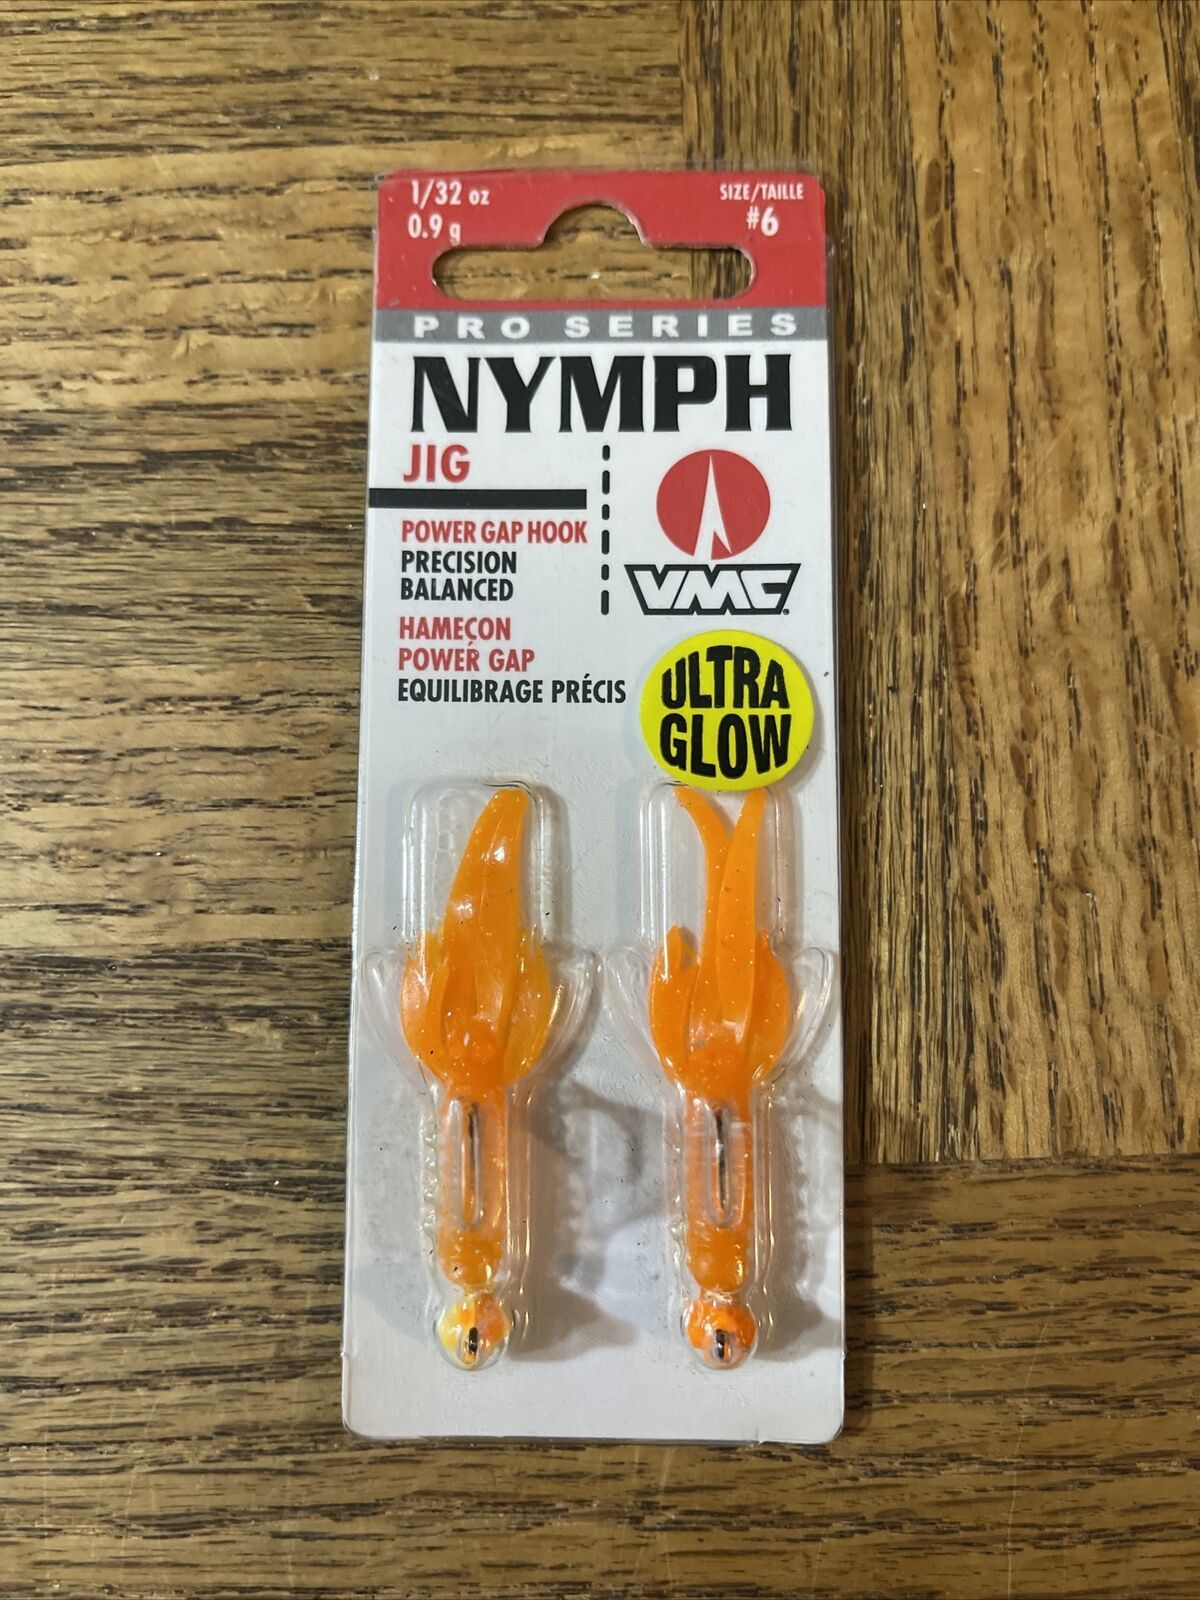 1/32 oz
0.9 g
SIZE/TAILLE
#6
PRO SERIES
NYMPH
JIG
POWER GAP HOOK
PRECISION
BALANCED
HAMEÇON
POWER GAP
EQUILIBRAGE PRÉCIS
VMC
ULTRA
GLOW